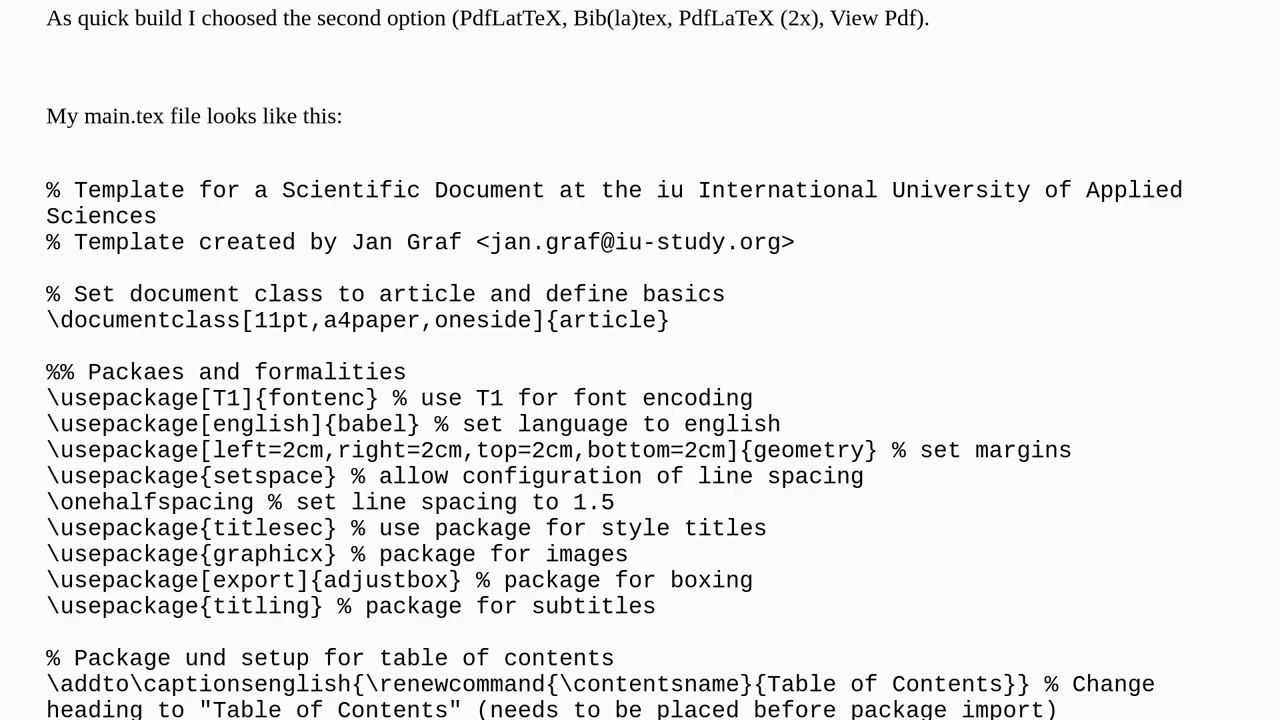 As quick build I choosed the second option (PdfLatTeX, Bib(la)tex, PdfLaTeX (2x), View Pdf).
My main.tex file looks like this:
% Template for a Scientific Document at the iu International University of Applied
Sciences
% Template created by Jan Graf <jan.graf@iu-study.org>
% Set document class to article and define basics
\documentclass[11pt,a4paper,oneside]{article}
%% Packaes and formalities
\usepackage[T1]{fontenc} % use T1 for font encoding
\usepackage[english]{babel} % set language to english
\usepackage[left=2cm,right=2cm,top=2cm,bottom=2cm]{geometry} % set margins
\usepackage{setspace} % allow configuration of line spacing
\onehalfspacing % set line spacing to 1.5
\usepackage{titlesec} % use package for style titles
\usepackage{graphicx} % package for images
\usepackage[export]{adjustbox} % package for boxing
\usepackage{titling} % package for subtitles
% Package und setup for table of contents
\addto\captionsenglish{\renewcommand{\contentsname}{Table of Contents}} % Change
heading to "Table of Contents" (needs to be placed before package import)